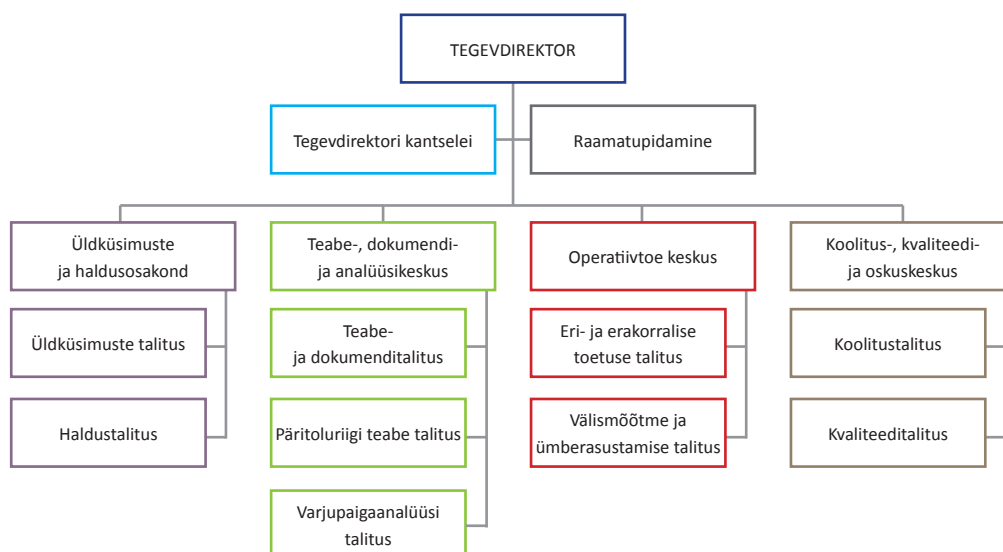 TEGEVDIREKTOR
Tegevdirektori kantselei
Raamatupidamine
Üldküsimuste
ja haldusosakond
Teabe-, dokumendi-
ja analüüsikeskus
Operatiivtoe keskus
Koolitus-, kvaliteedi-
ja oskuskeskus
Üldküsimuste talitus
Teabe-
ja dokumenditalitus
Eri- ja erakorralise
toetuse talitus
Koolitustalitus
Haldustalitus
Päritoluriigi teabe talitus
Välismõõtme ja
ümberasustamise talitus
Kvaliteeditalitus
Varjupaigaanalüüsi
talitus